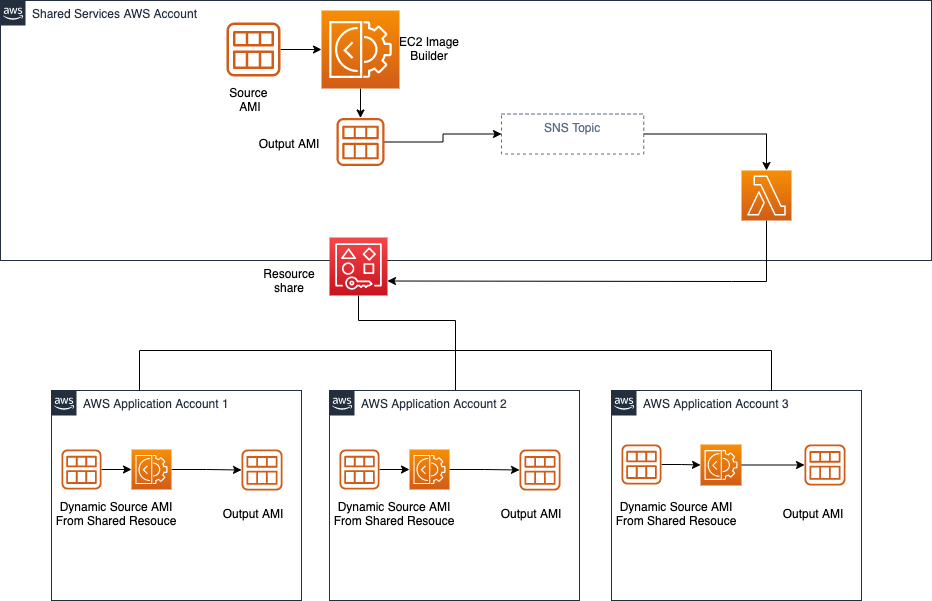 aws
Shared Services AWS Account
Source
AMI
EC2 Image
Builder
Output AMI
SNS Topic
Resource
share
aws
AWS Application Account 1
Dynamic Source AMI
From Shared Resouce
Output AMI
aws
AWS Application Account 2
Dynamic Source AMI
From Shared Resouce
Output AMI
aws
AWS Application Account 3
Dynamic Source AMI
From Shared Resouce
Output AMI